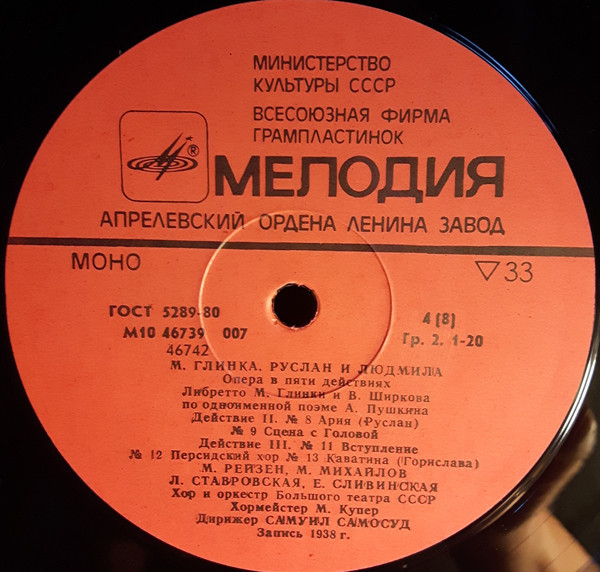 МИНИСТЕРСТВО
КУЛЬТУРЫ СССР
ВСЕСОЮЗНАЯ ФИРМА
ГРАМПЛАСТИНОК
®
МЕЛОДИЯ
АПРЕЛЕВСКИЙ ОРДЕНА ЛЕНИНА ЗАВОД
МОНО ▽33
ГОСТ 5289-80
М10 46739 007 4 (8)
46742 Гр. 2. 1-20
М. ГЛИНКА. РУСЛАН И ЛЮДМИЛА
Опера в пяти действиях
Либретто М. Глинки и В. Ширкова
по одноименной поэме А. Пушкина
Действие II. № 8 Ария (Руслан)
№ 9 Сцена с Головой
Действие III. № 11 Вступление
№ 12 Персидский хор № 13 Каватина (Горислава)
М. РЕЙЗЕН, М. МИХАЙЛОВ
Л. СТАВРОВСКАЯ, Е. СЛИВИНСКАЯ
Хор и оркестр Большого театра СССР
Хормейстер М. Купер
Дирижер САМУИЛ САМОСУД
Запись 1938 г.